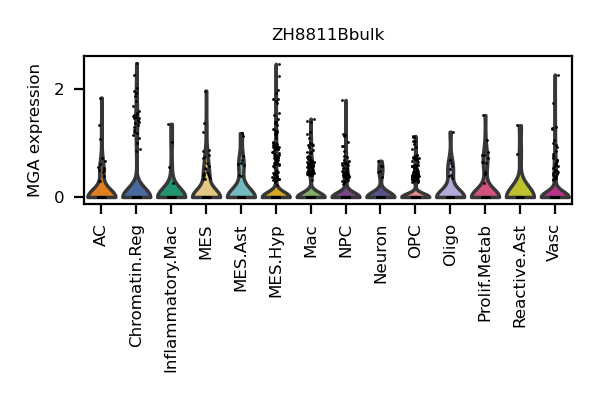 ZH8811Bbulk
MGA expression
2
0
AC
Chromatin.Reg
Inflammatory.Mac
MES
MES.Ast
MES.Hyp
Mac
NPC
Neuron
OPC
Oligo
Prolif.Metab
Reactive.Ast
Vasc